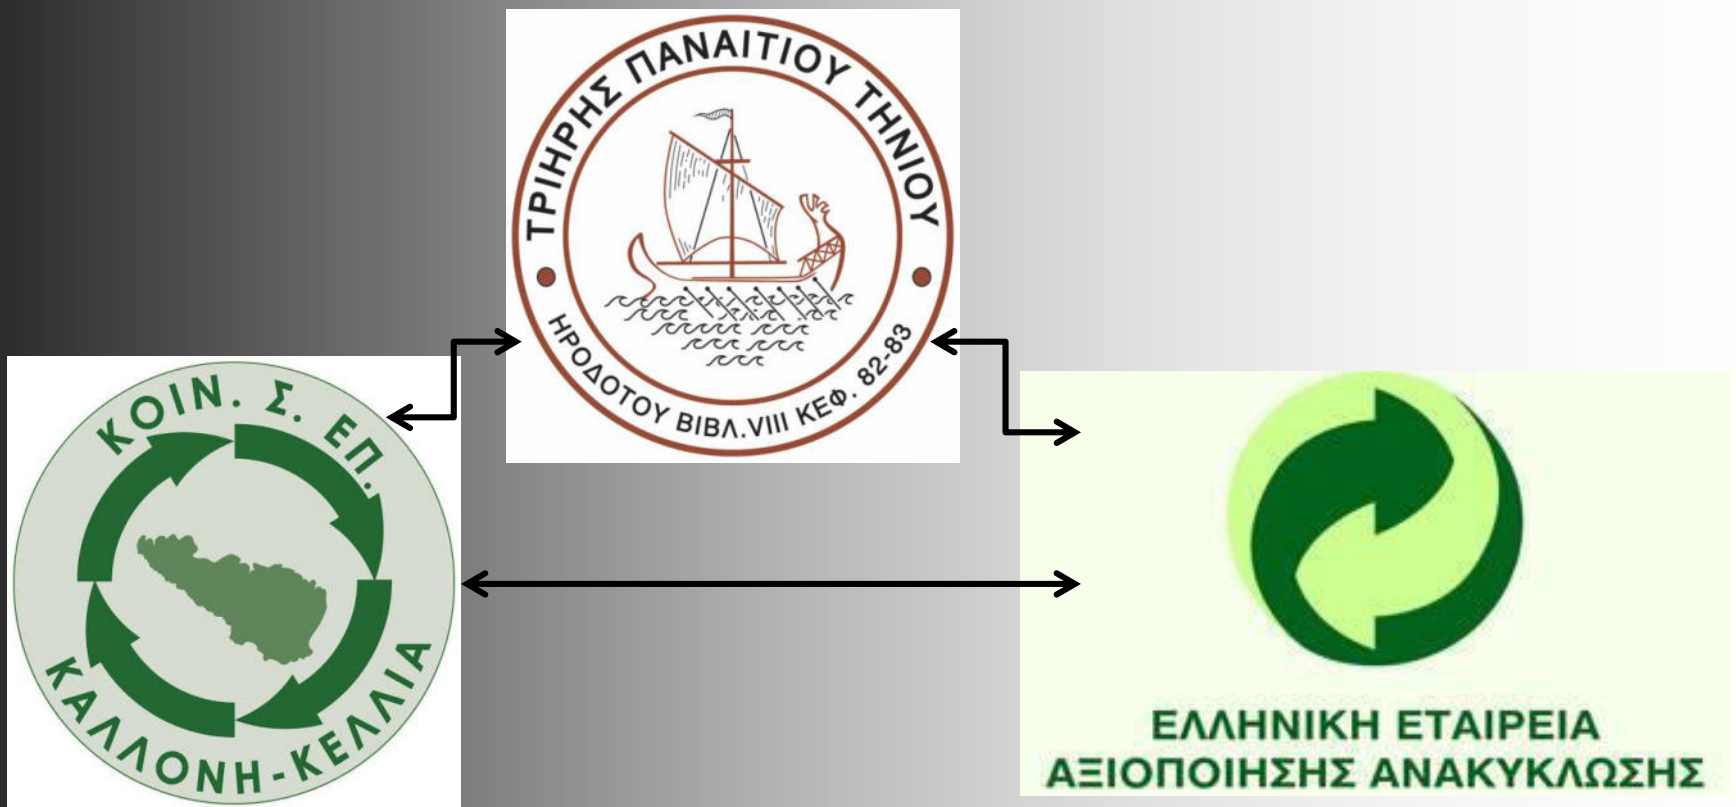 ΤΡΙΗΡΗΣ ΠΑΝΑΙΤΙΟΥ ΤΗΝΙΟΥ
ΗΡΟΔΟΤΟΥ ΒΙΒΛ.VIII ΚΕΦ. 82-83
ΚΟΙΝ. Σ. ΕΠ.
ΚΑΛΛΟΝΗ-ΚΕΛΛΙΑ
ΕΛΛΗΝΙΚΗ ΕΤΑΙΡΕΙΑ
ΑΞΙΟΠΟΙΗΣΗΣ ΑΝΑΚΥΚΛΩΣΗΣ